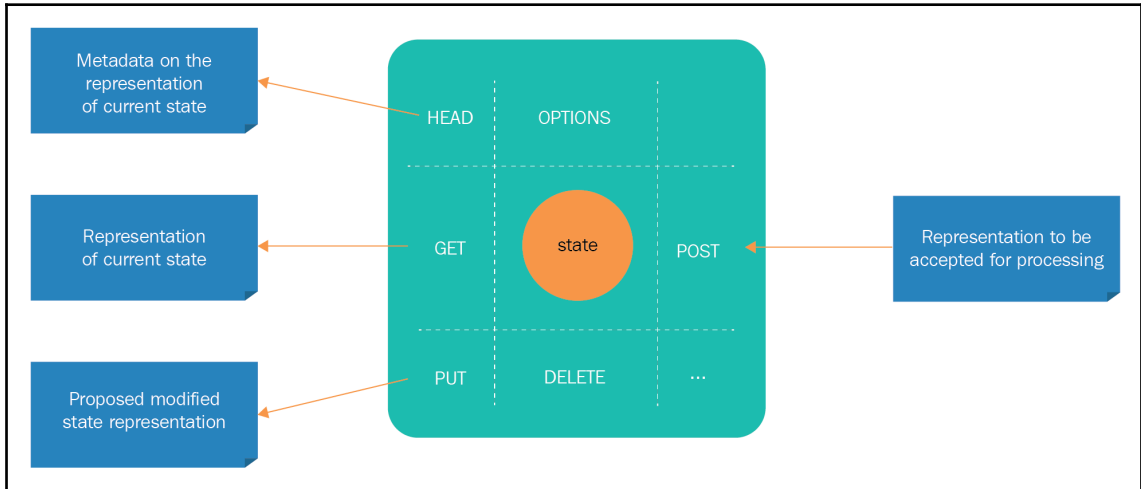 Metadata on the
representation
of current state
HEAD
OPTIONS
Representation
of current state
GET
state
POST
Representation to be
accepted for processing
Proposed modified
state representation
PUT
DELETE
...